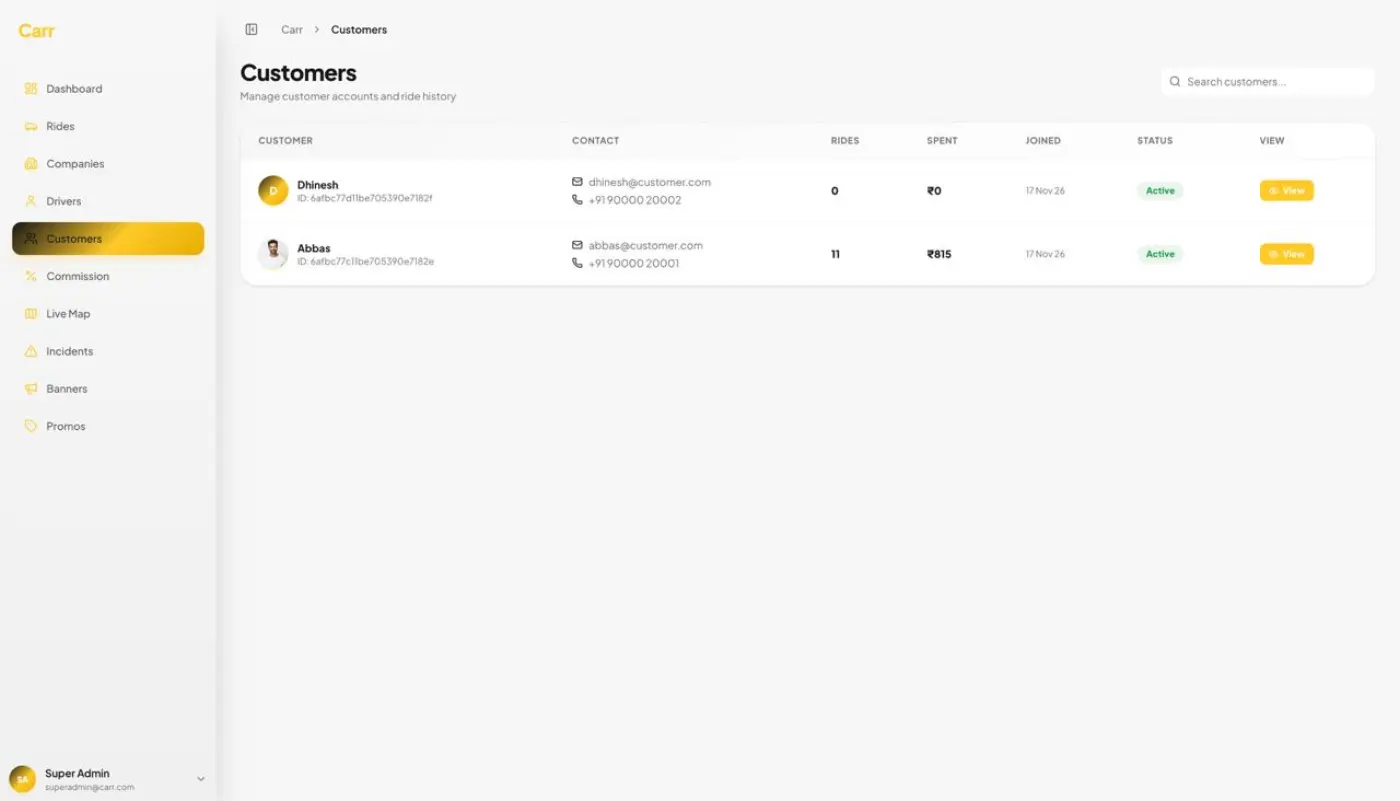 Carr
Dashboard
Rides
Companies
Drivers
Customers
Commission
Live Map
Incidents
Banners
Promos
SA
Super Admin
superadmin@carr.com
Carr > Customers
Customers
Manage customer accounts and ride history
Search customers...
CUSTOMER CONTACT RIDES SPENT JOINED STATUS VIEW
D
Dhinesh
ID: 6afbc77d11be705390e7182f
dhinesh@customer.com
+91 90000 20002
0 ₹0 17 Nov 26 Active View
Abbas
ID: 6afbc77c11be705390e7182e
abbas@customer.com
+91 90000 20001
11 ₹815 17 Nov 26 Active View